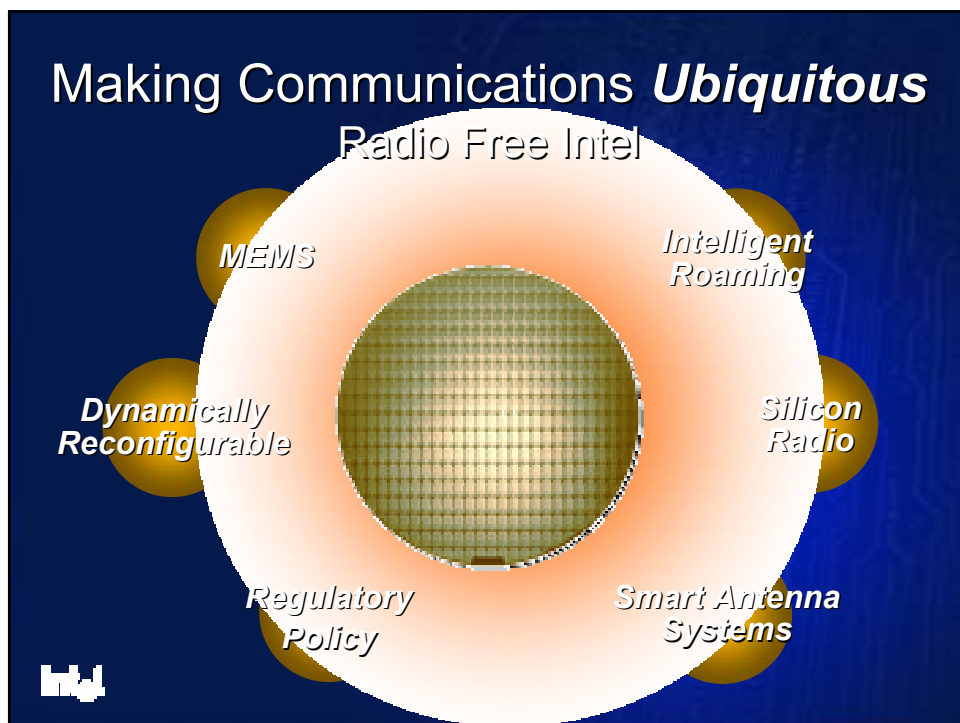 Making Communications Ubiquitous
Radio Free Intel
MEMS
Intelligent
Roaming
Dynamically
Reconfigurable
Silicon
Radio
Regulatory
Policy
Smart Antenna
Systems
intel